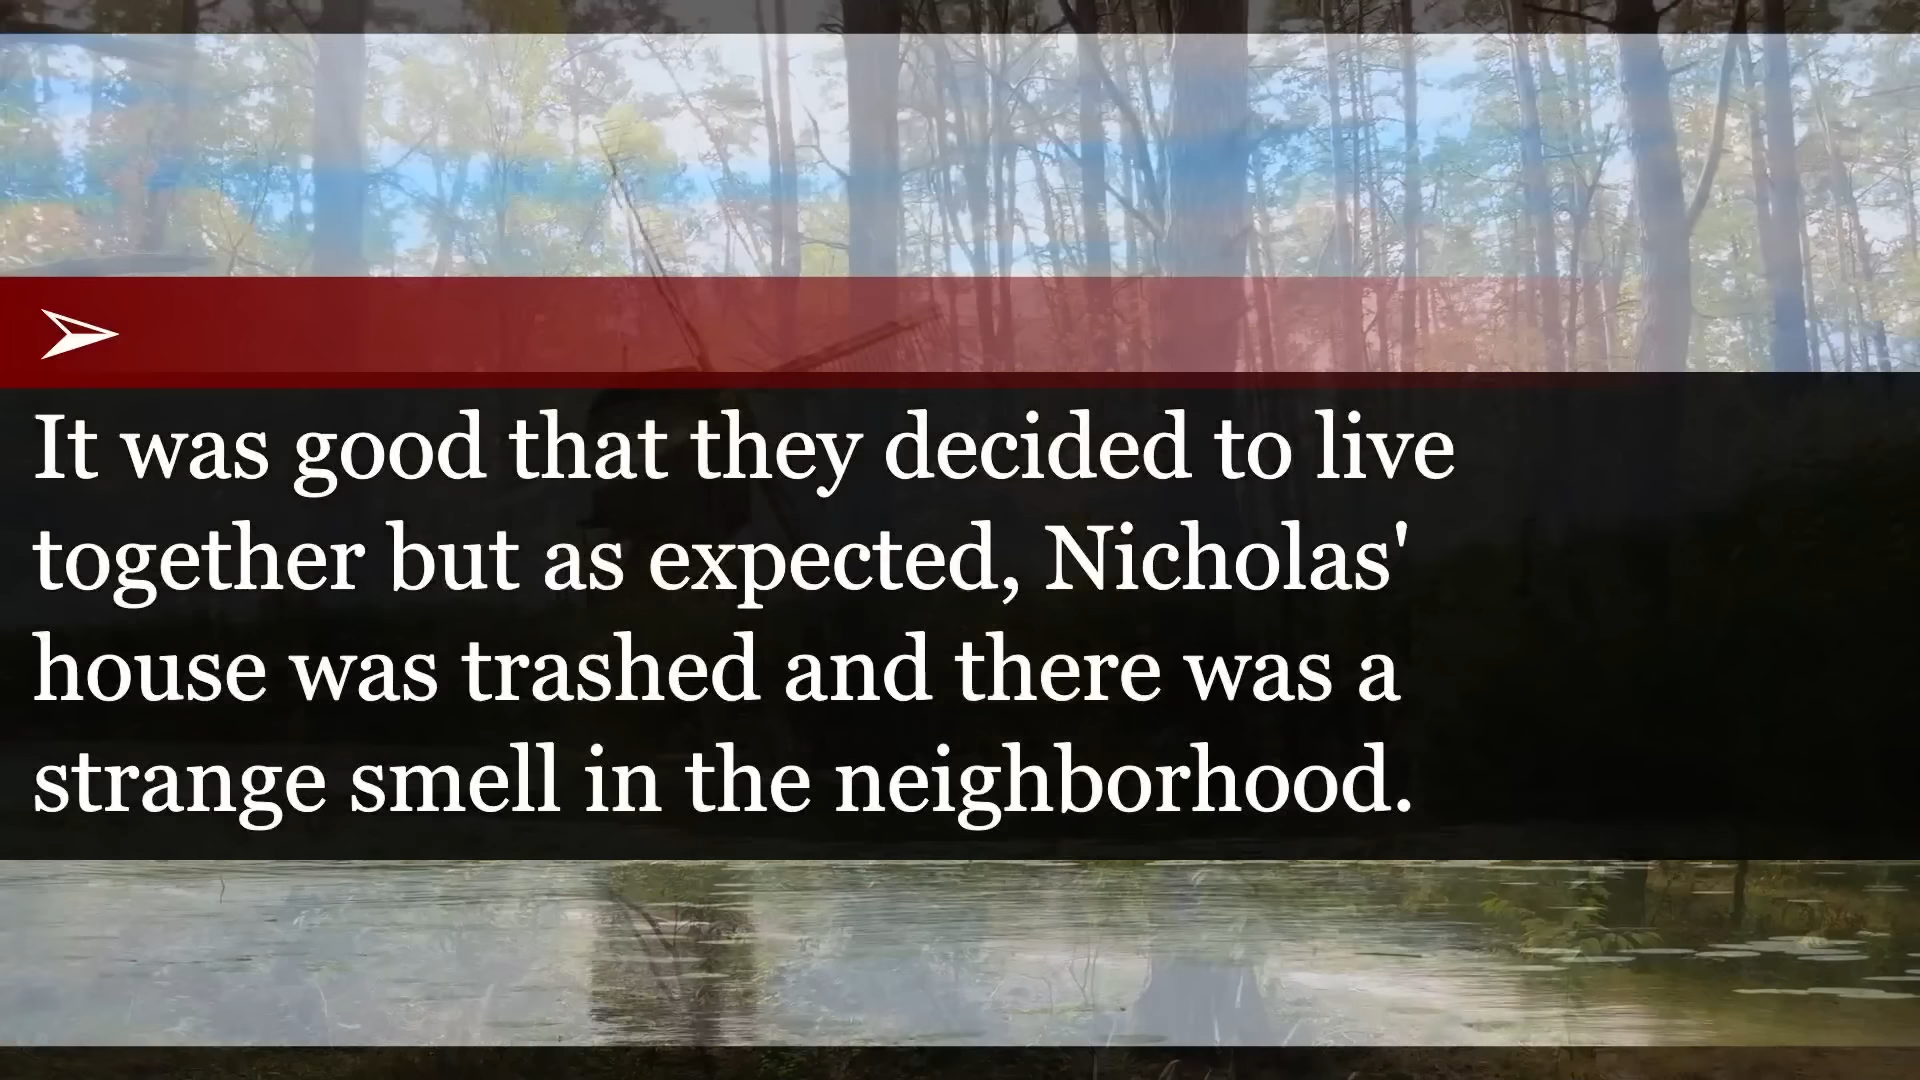 It was good that they decided to live
together but as expected, Nicholas'
house was trashed and there was a
strange smell in the neighborhood.